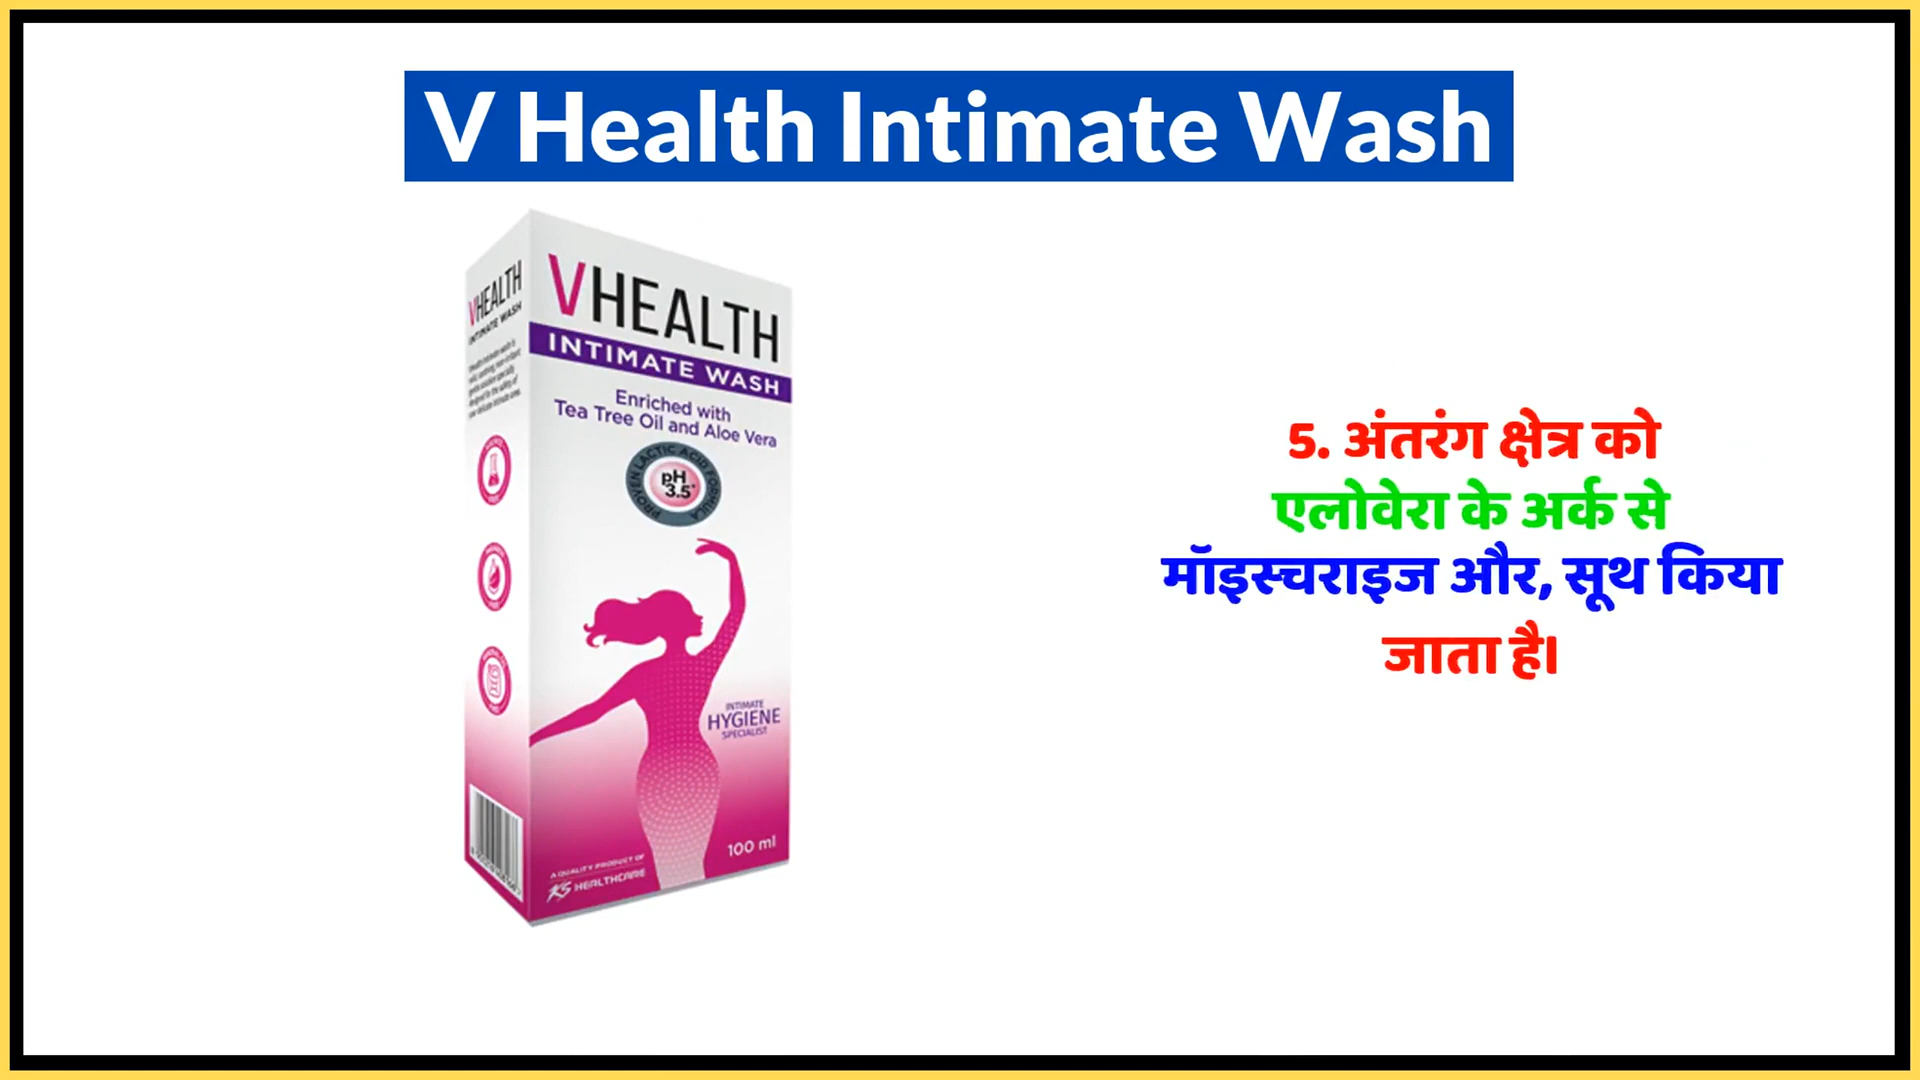 V Health Intimate Wash
VHEALTH
INTIMATE WASH
VHEALTH
INTIMATE WASH
Enriched with
Tea Tree Oil and Aloe Vera
PROVEN LACTIC ACID FORMULA
pH
3.5
INTIMATE
HYGIENE
SPECIALIST
100 ml
A QUALITY PRODUCT OF
KS HEALTHCARE
5. अंतरंग क्षेत्र को
एलोवेरा के अर्क से
मॉइस्चराइज और, सूथ किया
जाता है।